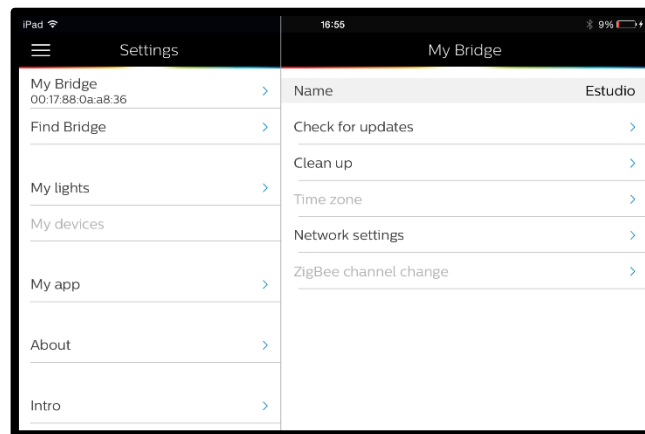 iPad
16:55
9%
Settings
My Bridge
My Bridge
00:17:88:0a:a8:36
Find Bridge
My lights
My devices
My app
About
Intro
Name Estudio
Check for updates
Clean up
Time zone
Network settings
ZigBee channel change